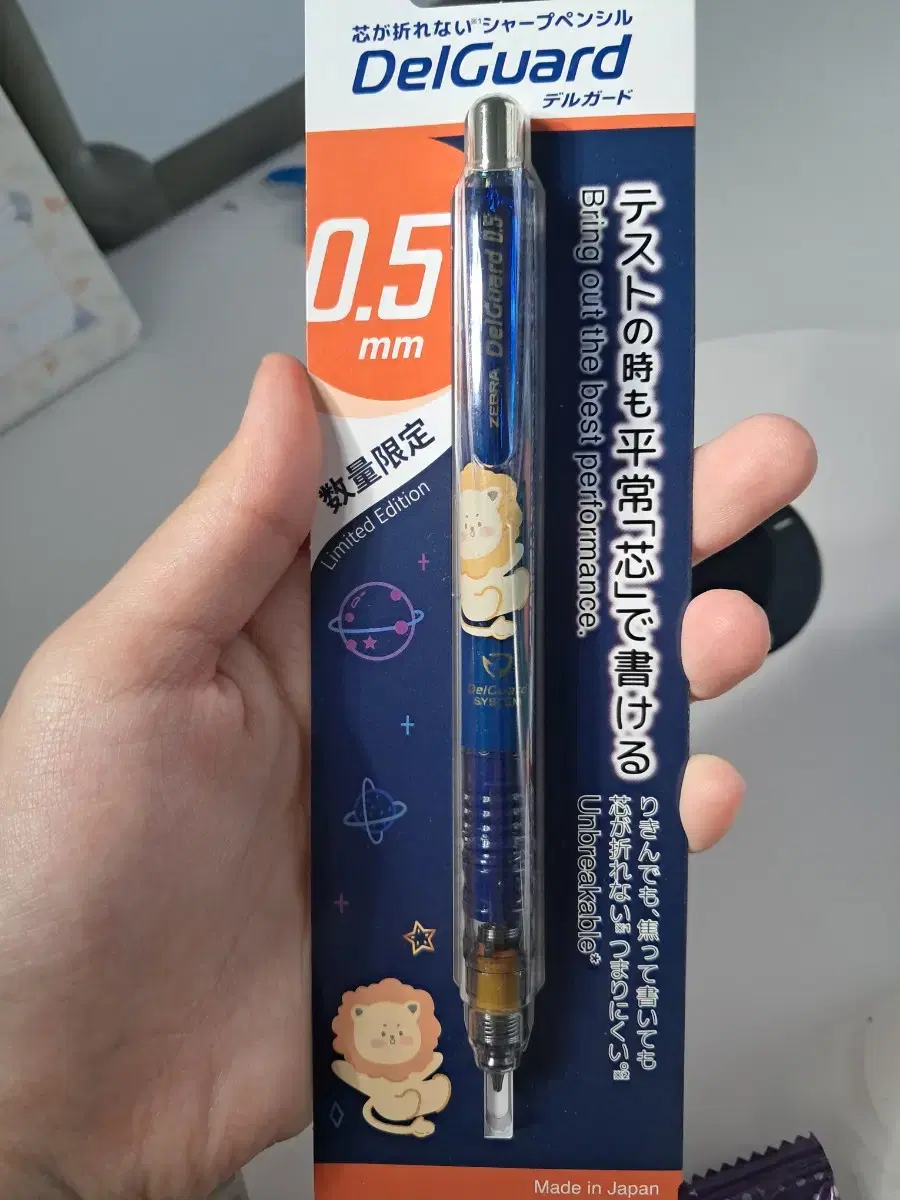 芯が折れない※1シャープペンシル
DelGuard
デルガード
0.5
mm
数量限定
Limited Edition
ZEBRA DelGuard 0.5
DelGuard
SYSTEM
テストの時も平常「芯」で書ける
Bring out the best performance.
りきんでも、焦って書いても
芯が折れない※1つまりにくい。※2
Unbreakable*
Made in Japan